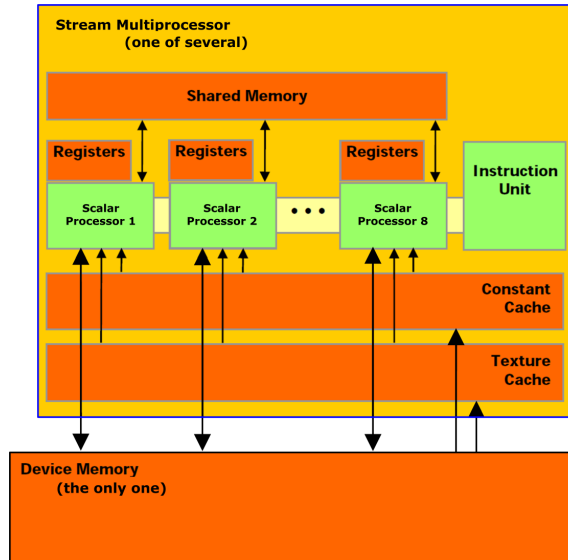 Stream Multiprocessor
(one of several)
Shared Memory
Registers
Registers
Registers
Instruction
Unit
Scalar
Processor 1
Scalar
Processor 2
• • •
Scalar
Processor 8
Constant
Cache
Texture
Cache
Device Memory
(the only one)